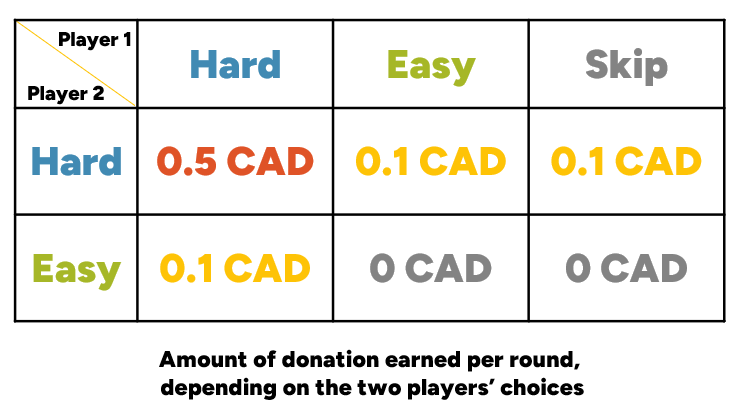 Player 1
Player 2
Hard Easy Skip
Hard 0.5 CAD 0.1 CAD 0.1 CAD
Easy 0.1 CAD 0 CAD 0 CAD
Amount of donation earned per round,
depending on the two players’ choices